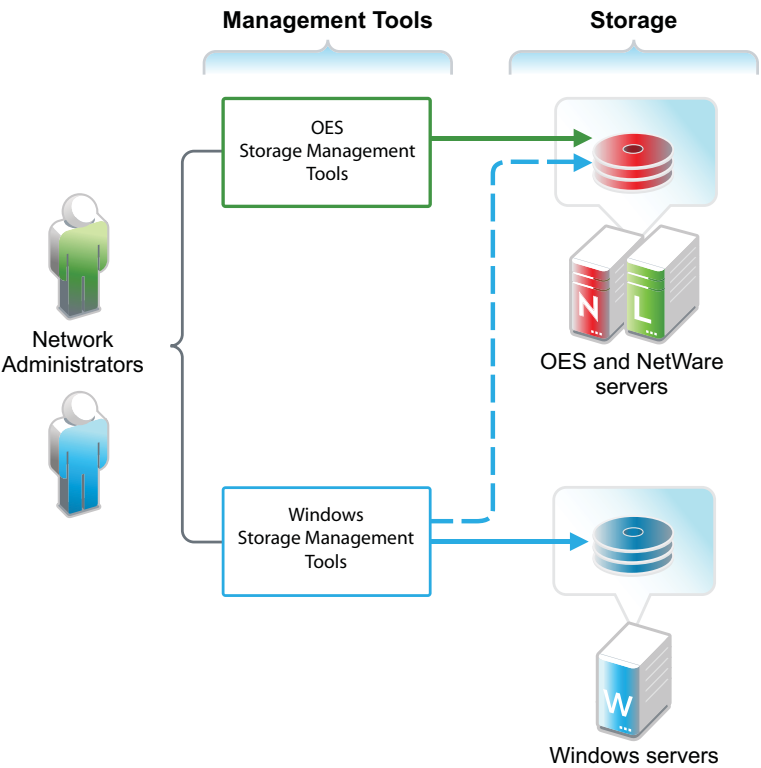 Management Tools
Storage
OES
Storage Management
Tools
N
L
Network
Administrators
OES and NetWare
servers
Windows
Storage Management
Tools
W
Windows servers